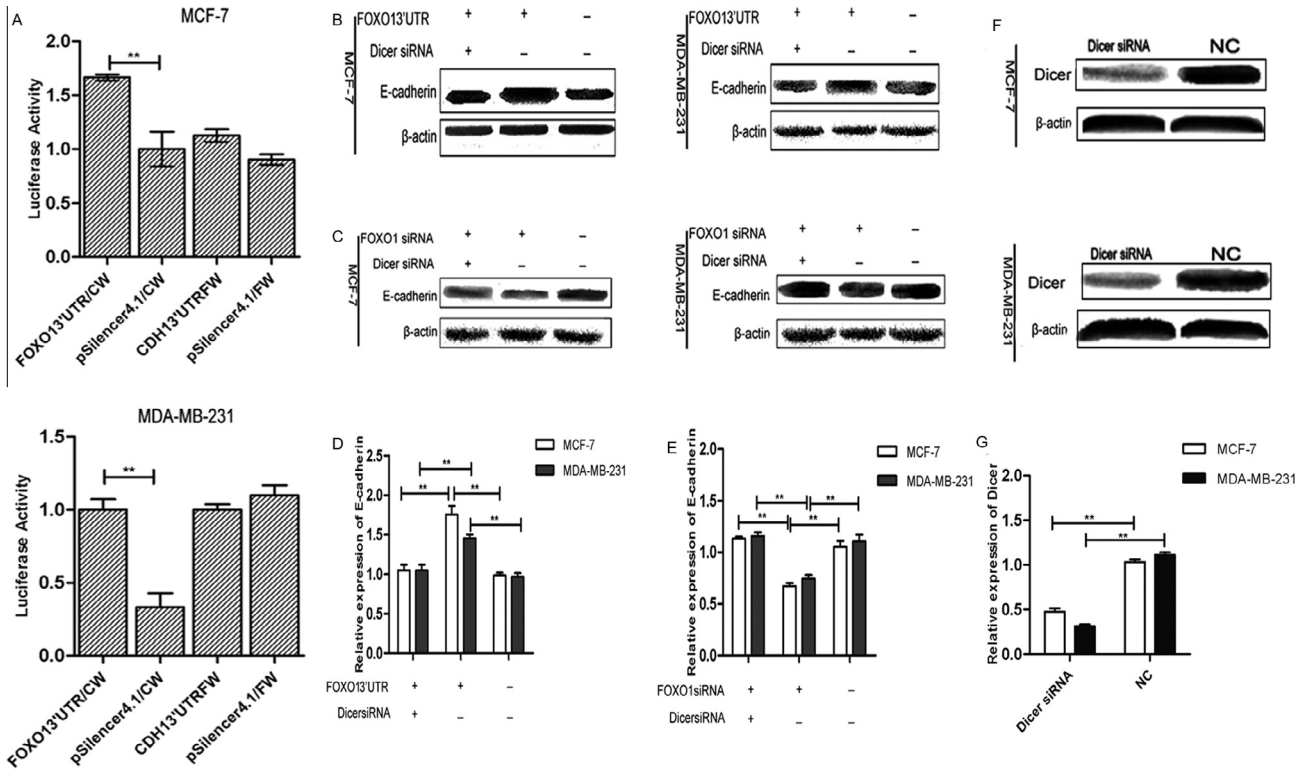 A
MCF-7
Luciferase Activity
2.0
1.5
1.0
0.5
0.0
**
FOXO13'UTR/CW
pSilencer4.1/CW
CDH13'UTRFW
pSilencer4.1/FW
MDA-MB-231
Luciferase Activity
1.5
1.0
0.5
0.0
**
FOXO13'UTR/CW
pSilencer4.1/CW
CDH13'UTRFW
pSilencer4.1/FW
B
MCF-7
FOXO13'UTR + + −
Dicer siRNA + − −
E-cadherin
β-actin
MDA-MB-231
FOXO13'UTR + + −
Dicer siRNA + − −
E-cadherin
β-actin
C
MCF-7
FOXO1 siRNA + + −
Dicer siRNA + − −
E-cadherin
β-actin
MDA-MB-231
FOXO1 siRNA + + −
Dicer siRNA + − −
E-cadherin
β-actin
F
MCF-7
Dicer siRNA NC
Dicer
β-actin
MDA-MB-231
Dicer siRNA NC
Dicer
β-actin
D
MCF-7
MDA-MB-231
Relative expression of E-cadherin
2.5
2.0
1.5
1.0
0.5
0.0
**
** **
**
FOXO13'UTR + + −
DicersiRNA + − −
E
MCF-7
MDA-MB-231
Relative expression of E-cadherin
2.0
1.5
1.0
0.5
0.0
** **
** **
FOXO1siRNA + + −
DicersiRNA + − −
G
MCF-7
MDA-MB-231
Relative expression of Dicer
2.0
1.5
1.0
0.5
0.0
**
**
Dicer siRNA
NC